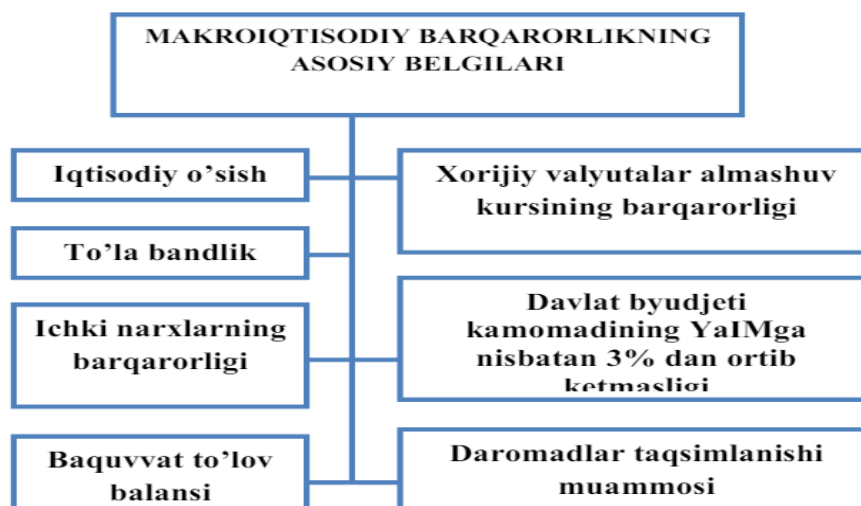 MAKROIQTISODIY BARQARORLIKNING
ASOSIY BELGILARI
Iqtisodiy o’sish
To’la bandlik
Ichki narxlarning
barqarorligi
Baquvvat to’lov
balansi
Xorijiy valyutalar almashuv
kursining barqarorligi
Davlat byudjeti
kamomadining YaIMga
nisbatan 3% dan ortib
ketmasligi
Daromadlar taqsimlanishi
muammosi